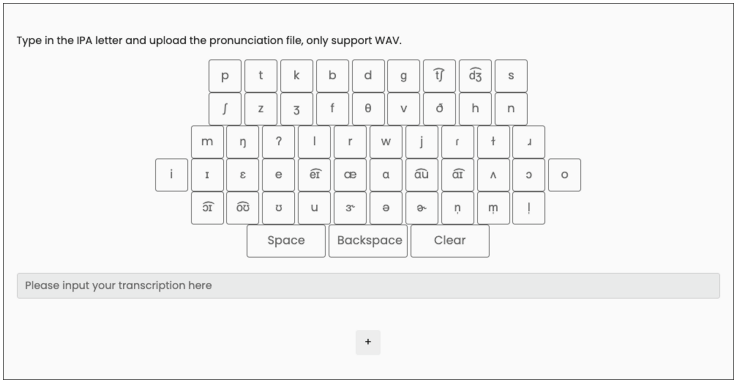 Type in the IPA letter and upload the pronunciation file, only support WAV.
p t k b d g t͡ʃ d͡ʒ s
ʃ z ʒ f θ v ð h n
m ŋ ʔ l r w j ɾ ɫ ɹ
i ɪ ɛ e e͡ɪ æ ɑ a͡ʊ a͡ɪ ʌ ɔ o
ɔ͡ɪ o͡ʊ ʊ u ɝ ə ɚ n̩ m̩ l̩
Space Backspace Clear
Please input your transcription here
+